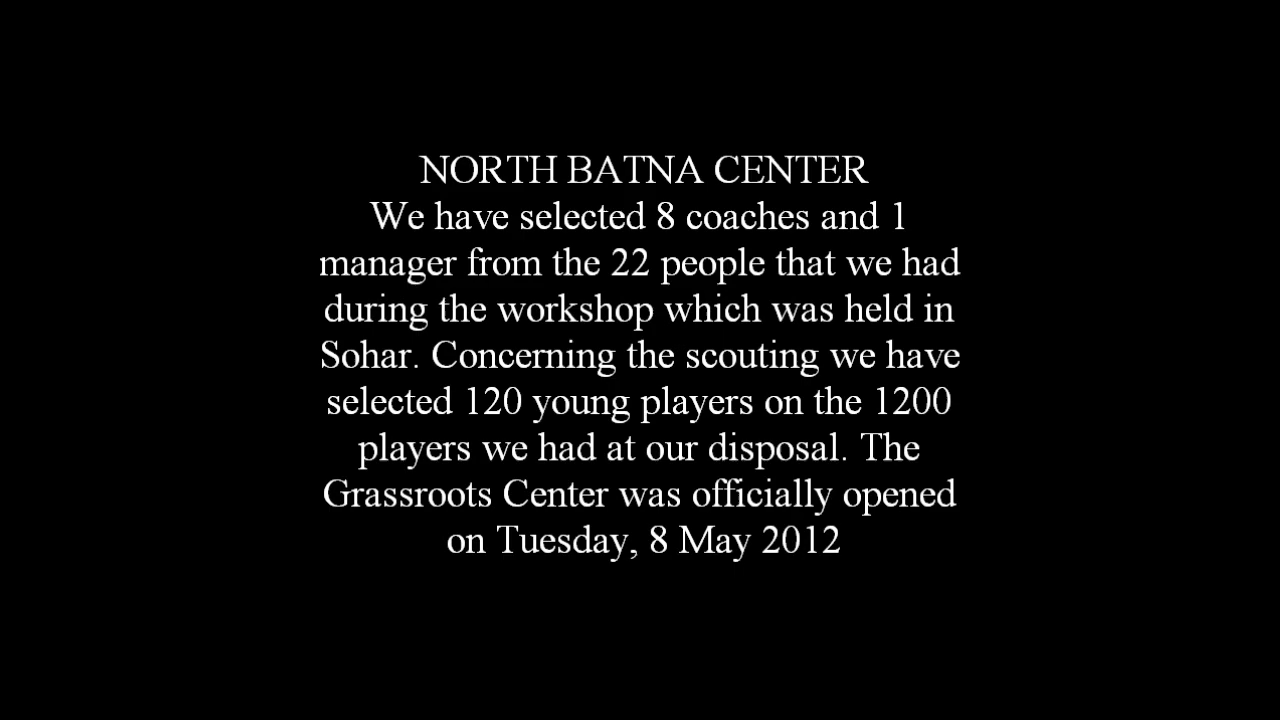 NORTH BATNA CENTER
We have selected 8 coaches and 1
manager from the 22 people that we had
during the workshop which was held in
Sohar. Concerning the scouting we have
selected 120 young players on the 1200
players we had at our disposal. The
Grassroots Center was officially opened
on Tuesday, 8 May 2012